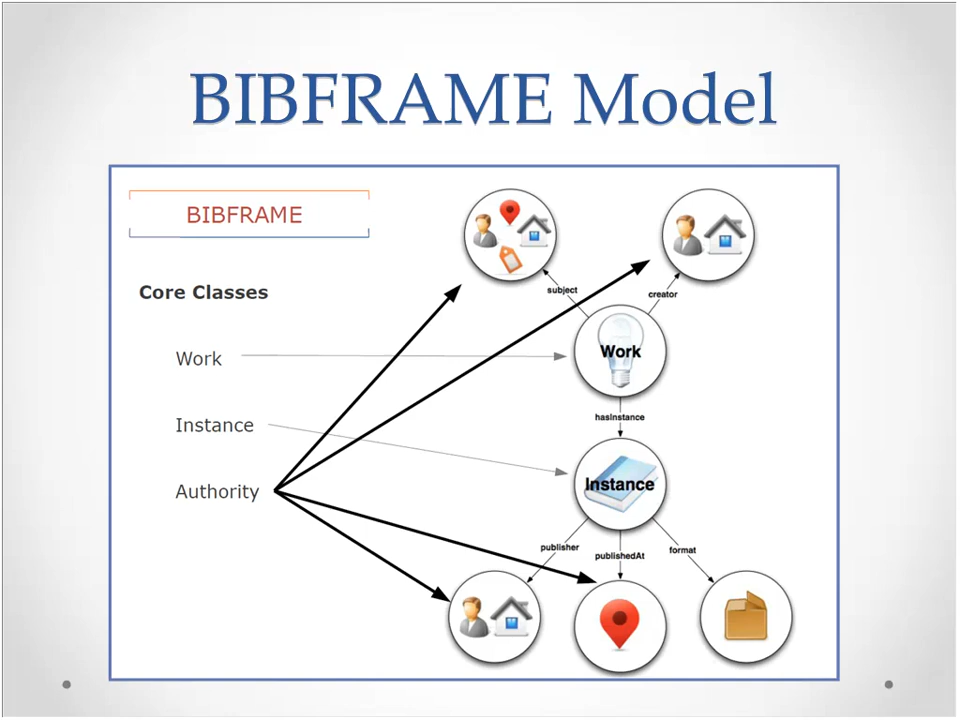 BIBFRAME Model
BIBFRAME
Core Classes
Work
Instance
Authority
subject
creator
Work
hasInstance
Instance
publisher
publishedAt
format